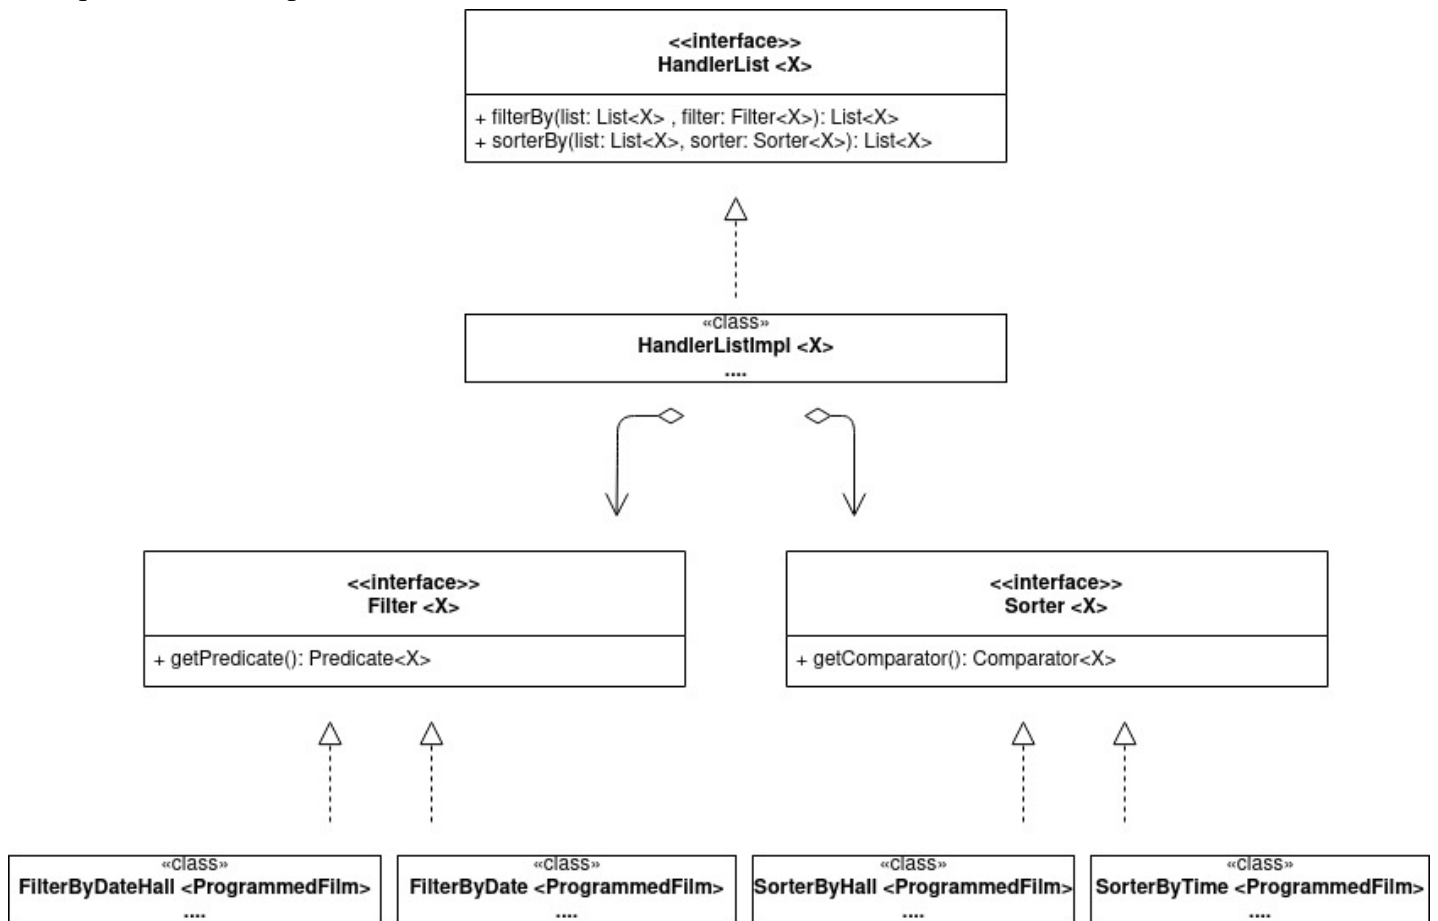 <<interface>>
HandlerList <X>
+ filterBy(list: List<X> , filter: Filter<X>): List<X>
+ sorterBy(list: List<X>, sorter: Sorter<X>): List<X>
«class»
HandlerListImpl <X>
....
<<interface>>
Filter <X>
+ getPredicate(): Predicate<X>
<<interface>>
Sorter <X>
+ getComparator(): Comparator<X>
«class»
FilterByDateHall <ProgrammedFilm>
....
«class»
FilterByDate <ProgrammedFilm>
....
«class»
SorterByHall <ProgrammedFilm>
....
«class»
SorterByTime <ProgrammedFilm>
....